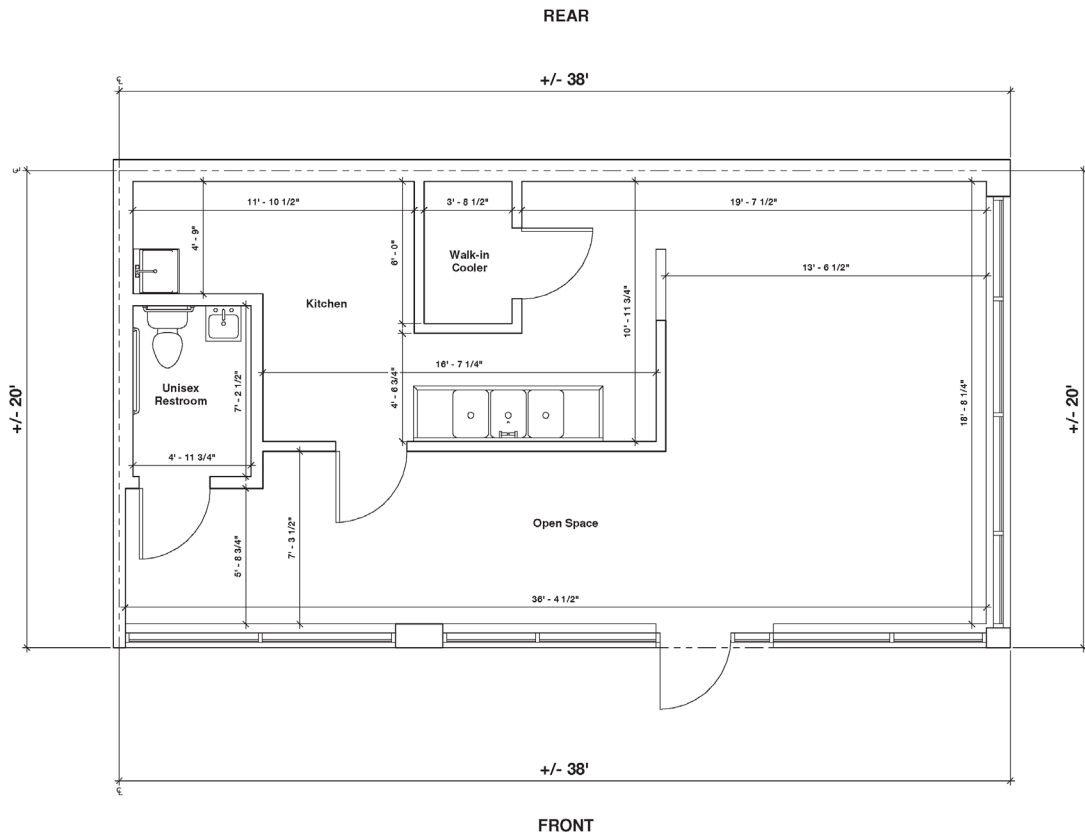 REAR
℄
+/- 38'
℄
11' - 10 1/2"
3' - 8 1/2"
19' - 7 1/2"
4' - 9"
6' - 0"
Walk-in
Cooler
13' - 6 1/2"
Kitchen
10' - 11 3/4"
16' - 7 1/4"
4' - 6 3/4"
Unisex
Restroom
7' - 2 1/2"
18' - 8 1/4"
+/- 20'
+/- 20'
4' - 11 3/4"
Open Space
7' - 3 1/2"
5' - 8 3/4"
36' - 4 1/2"
+/- 38'
℄
FRONT